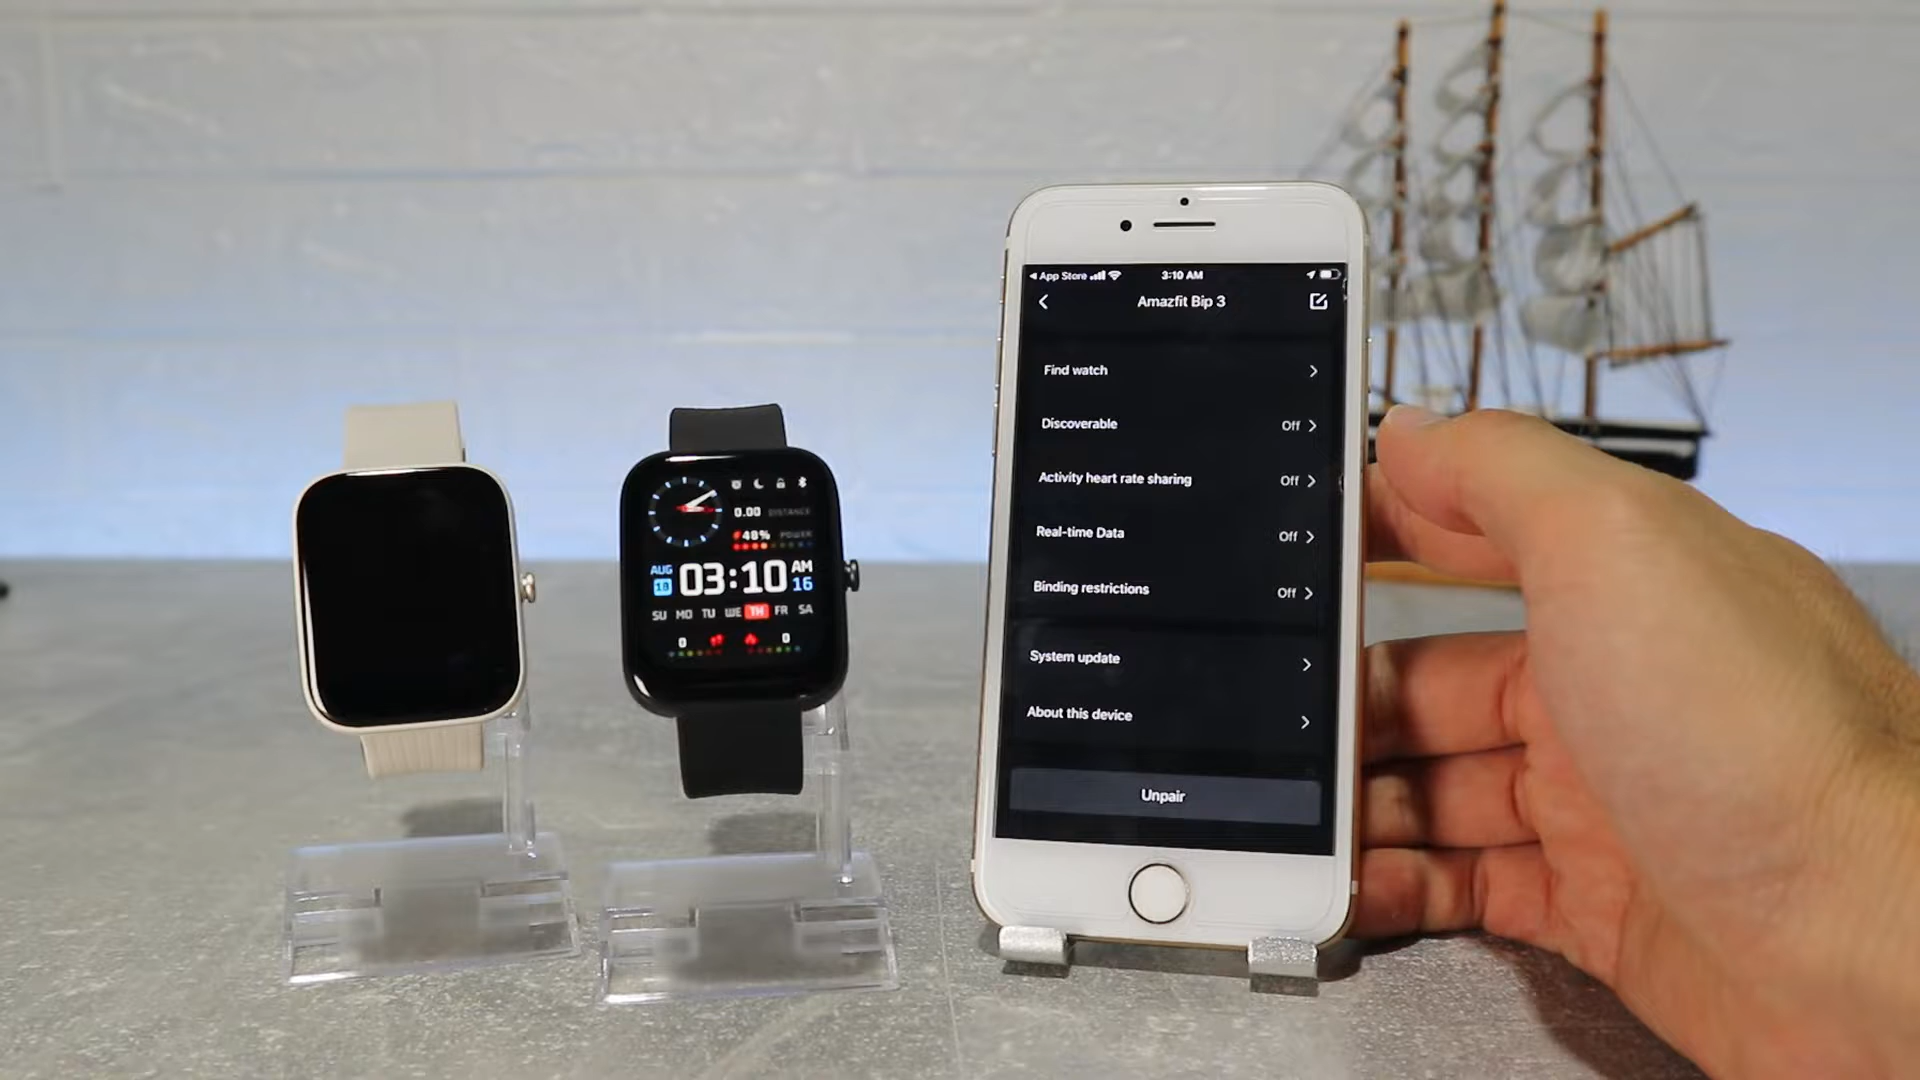 0.00 DISTANCE
48% POWER
AUG
18
03:10 AM
16
SU MO TU WE TH FR SA
0 0
App Store 3:10 AM
Amazfit Bip 3
Find watch
Discoverable Off
Activity heart rate sharing Off
Real-time Data Off
Binding restrictions Off
System update
About this device
Unpair